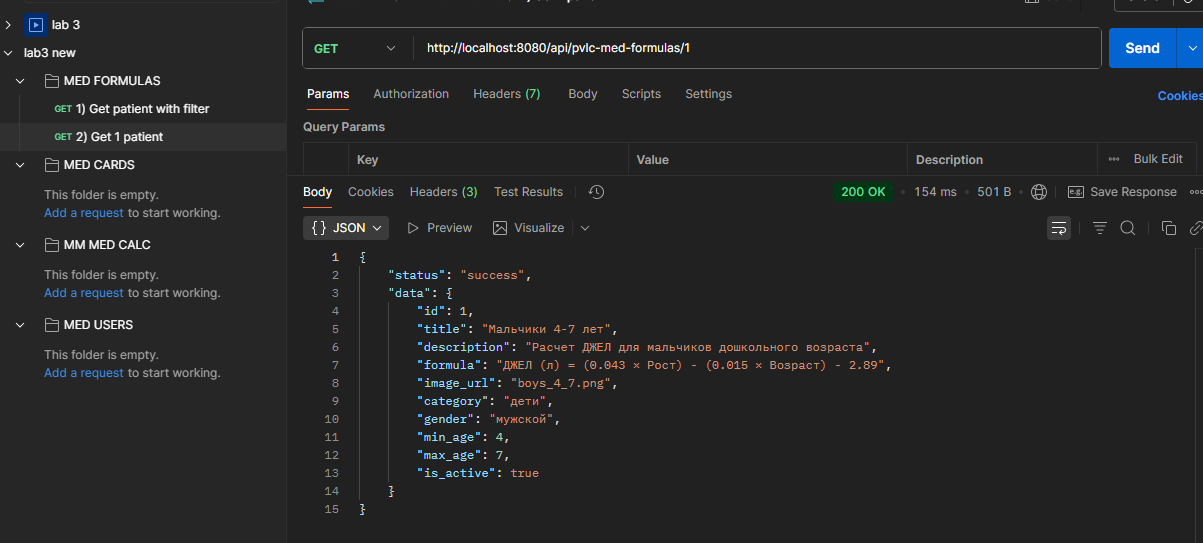 lab 3
lab3 new
MED FORMULAS
GET 1) Get patient with filter
GET 2) Get 1 patient
MED CARDS
This folder is empty.
Add a request to start working.
MM MED CALC
This folder is empty.
Add a request to start working.
MED USERS
This folder is empty.
Add a request to start working.
GET http://localhost:8080/api/pvlc-med-formulas/1 Send
Params Authorization Headers (7) Body Scripts Settings Cookies
Query Params
Key Value Description Bulk Edit
Body Cookies Headers (3) Test Results 200 OK 154 ms 501 B e.g. Save Response
{} JSON Preview Visualize
1 {
2 "status": "success",
3 "data": {
4 "id": 1,
5 "title": "Мальчики 4-7 лет",
6 "description": "Расчет ДЖЕЛ для мальчиков дошкольного возраста",
7 "formula": "ДЖЕЛ (л) = (0.043 × Рост) - (0.015 × Возраст) - 2.89",
8 "image_url": "boys_4_7.png",
9 "category": "дети",
10 "gender": "мужской",
11 "min_age": 4,
12 "max_age": 7,
13 "is_active": true
14 }
15 }